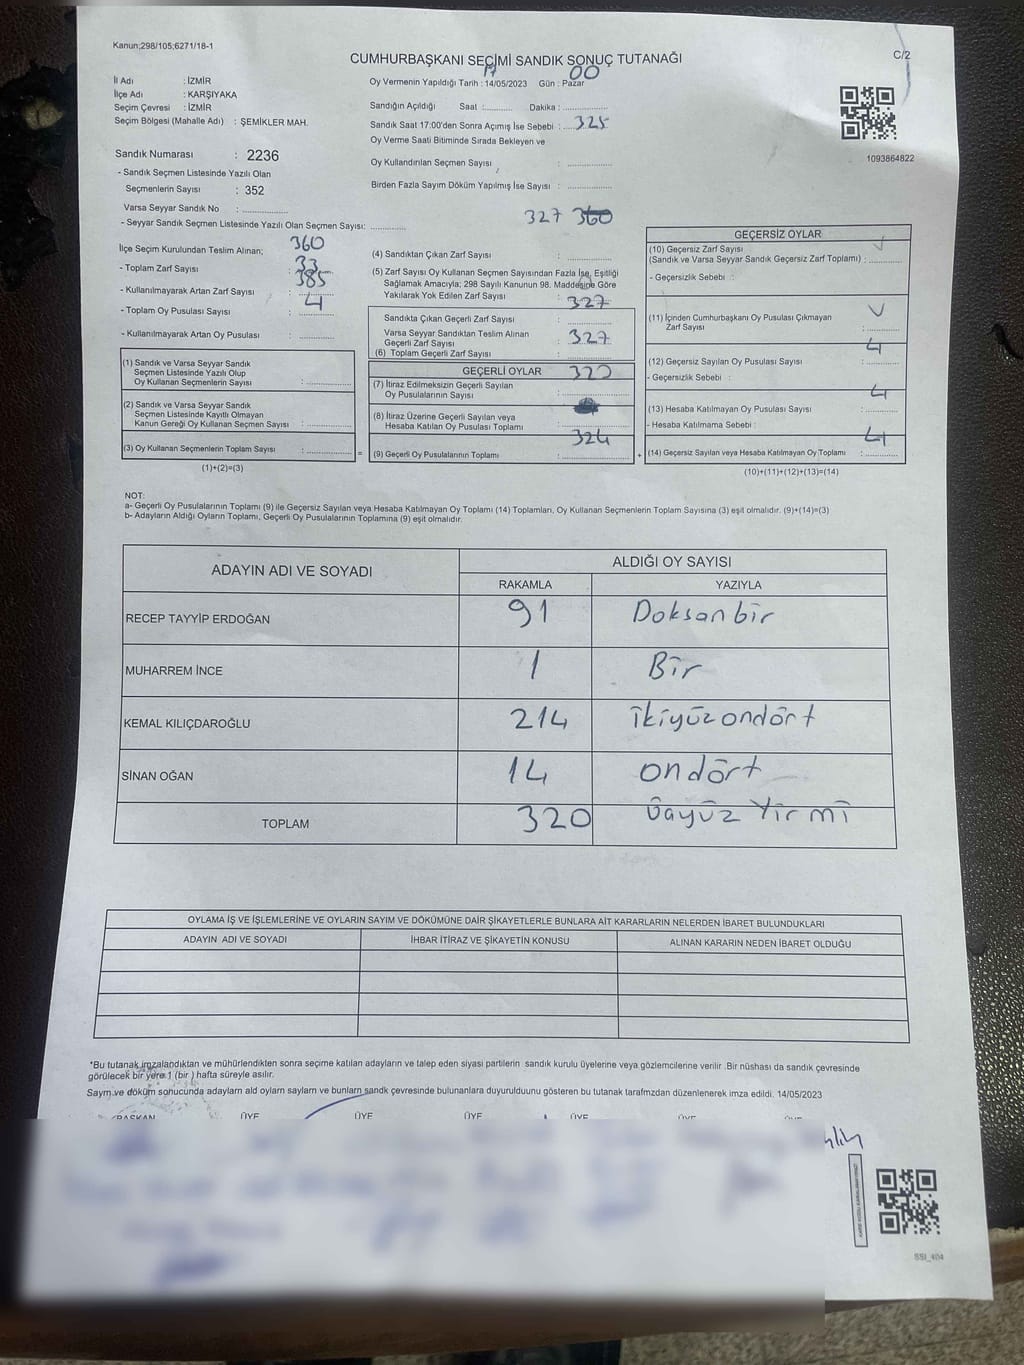 Kanun;298/105;6271/18-1
CUMHURBAŞKANI SEÇİMİ SANDIK SONUÇ TUTANAĞI
C/2
İl Adı : İZMİR
İlçe Adı : KARŞIYAKA
Seçim Çevresi : İZMİR
Seçim Bölgesi (Mahalle Adı) : ŞEMİKLER MAH.
Sandık Numarası : 2236
- Sandık Seçmen Listesinde Yazılı Olan
Seçmenlerin Sayısı : 352
Varsa Seyyar Sandık No : ..............
- Seyyar Sandık Seçmen Listesinde Yazılı Olan Seçmen Sayısı: ............
17 00
Oy Vermenin Yapıldığı Tarih : 14/05/2023 Gün : Pazar
Sandığın Açıldığı Saat :......... Dakika : ..............
Sandık Saat 17:00'den Sonra Açımış İse Sebebi : .... 325
Oy Verme Saati Bitiminde Sırada Bekleyen ve
Oy Kullandırılan Seçmen Sayısı : ..............
Birden Fazla Sayım Döküm Yapılmış İse Sayısı : ..............
1093864822
327 360
İlçe Seçim Kurulundan Teslim Alınan; 360
- Toplam Zarf Sayısı : 33
- Kullanılmayarak Artan Zarf Sayısı : 385
- Toplam Oy Pusulası Sayısı : 4
- Kullanılmayarak Artan Oy Pusulası : ............
(1) Sandık ve Varsa Seyyar Sandık
Seçmen Listesinde Yazılı Olup
Oy Kullanan Seçmenlerin Sayısı : ..............
(2) Sandık ve Varsa Seyyar Sandık
Seçmen Listesinde Kayıtlı Olmayan
Kanun Gereği Oy Kullanan Seçmen Sayısı : ..............
(3) Oy Kullanan Seçmenlerin Toplam Sayısı : .............. =
(1)+(2)=(3)
(4) Sandıktan Çıkan Zarf Sayısı : ..............
(5) Zarf Sayısı Oy Kullanan Seçmen Sayısından Fazla İse, Eşitliği
Sağlamak Amacıyla; 298 Sayılı Kanunun 98. Maddesine Göre
Yakılarak Yok Edilen Zarf Sayısı : 327
Sandıkta Çıkan Geçerli Zarf Sayısı : ..............
Varsa Seyyar Sandıktan Teslim Alınan
Geçerli Zarf Sayısı : 327
(6) Toplam Geçerli Zarf Sayısı : ..............
GEÇERLİ OYLAR 320
(7) İtiraz Edilmeksizin Geçerli Sayılan
Oy Pusulalarının Sayısı : ..............
(8) İtiraz Üzerine Geçerli Sayılan veya
Hesaba Katılan Oy Pusulası Toplamı : ..............
324
(9) Geçerli Oy Pusulalarının Toplamı : .............. +
GEÇERSİZ OYLAR
(10) Geçersiz Zarf Sayısı
(Sandık ve Varsa Seyyar Sandık Geçersiz Zarf Toplamı) : ...........
- Geçersizlik Sebebi :
(11) İçinden Cumhurbaşkanı Oy Pusulası Çıkmayan
Zarf Sayısı : ............
4
(12) Geçersiz Sayılan Oy Pusulası Sayısı : ............
- Geçersizlik Sebebi :
4
(13) Hesaba Katılmayan Oy Pusulası Sayısı : ............
- Hesaba Katılmama Sebebi :
4
(14) Geçersiz Sayılan veya Hesaba Katılmayan Oy Toplamı : ............
(10)+(11)+(12)+(13)=(14)
NOT:
a- Geçerli Oy Pusulalarının Toplamı (9) ile Geçersiz Sayılan veya Hesaba Katılmayan Oy Toplamı (14) Toplamları, Oy Kullanan Seçmenlerin Toplam Sayısına (3) eşit olmalıdır. (9)+(14)=(3)
b- Adayların Aldığı Oyların Toplamı, Geçerli Oy Pusulalarının Toplamına (9) eşit olmalıdır.
ADAYIN ADI VE SOYADI
ALDIĞI OY SAYISI
RAKAMLA YAZIYLA
RECEP TAYYİP ERDOĞAN 91 Doksanbir
MUHARREM İNCE 1 Bir
KEMAL KILIÇDAROĞLU 214 ikiyüzondört
SİNAN OĞAN 14 ondört
TOPLAM 320 üçyüz Yirmi
OYLAMA İŞ VE İŞLEMLERİNE VE OYLARIN SAYIM VE DÖKÜMÜNE DAİR ŞİKAYETLERLE BUNLARA AİT KARARLARIN NELERDEN İBARET BULUNDUKLARI
ADAYIN ADI VE SOYADI İHBAR İTİRAZ VE ŞİKAYETİN KONUSU ALINAN KARARIN NEDEN İBARET OLDUĞU
*Bu tutanak imzalandıktan ve mühürlendikten sonra seçime katılan adayların ve talep eden siyasi partilerin sandık kurulu üyelerine veya gözlemcilerine verilir .Bir nüshası da sandık çevresinde
görülecek bir yere 1 (bir ) hafta süreyle asılır.
Saym ve döküm sonucunda adaylarn ald oylarn saylarn ve bunlarn sandk çevresinde bulunanlara duyurulduunu gösteren bu tutanak tarafmzdan düzenlenerek imza edildi. 14/05/2023
BAŞKAN ÜYE ÜYE ÜYE ÜYE ÜYE ÜYE
SSI_404